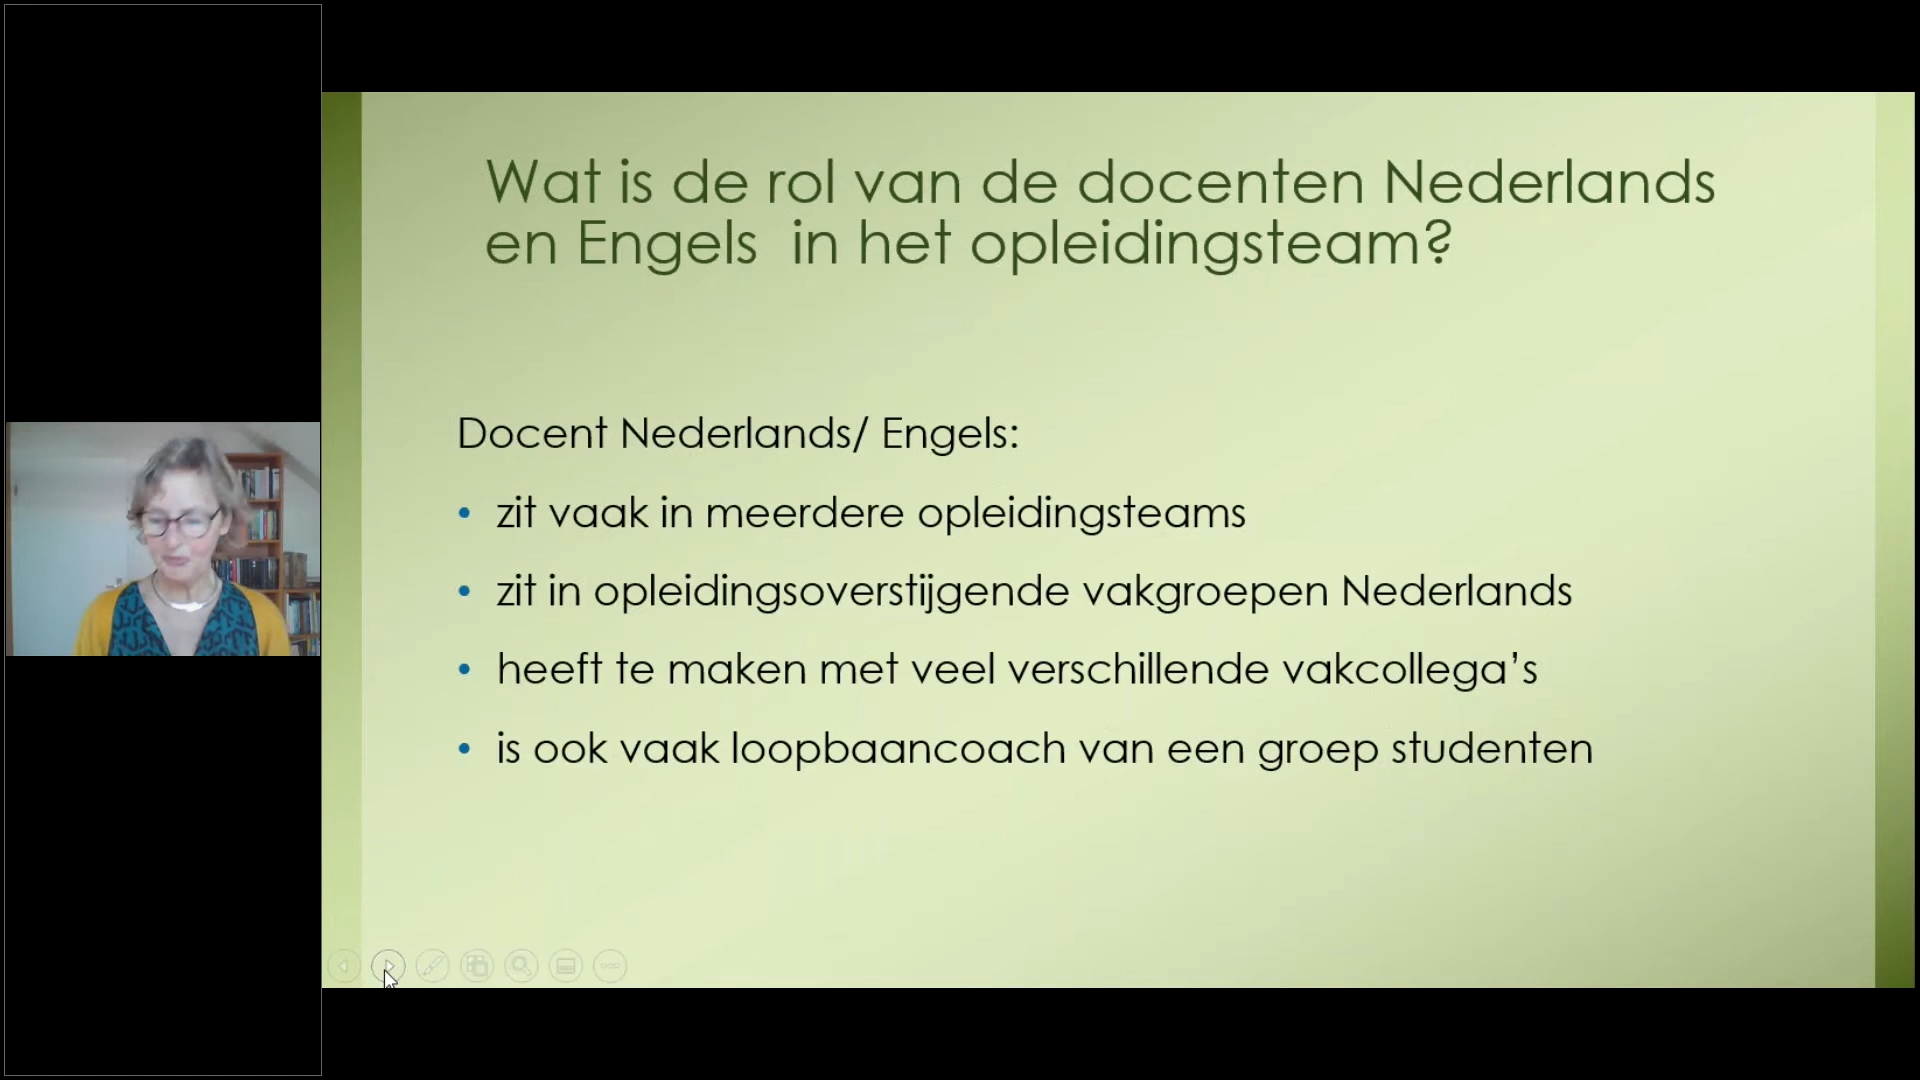 Wat is de rol van de docenten Nederlands
en Engels  in het opleidingsteam?
Docent Nederlands/ Engels:
• zit vaak in meerdere opleidingsteams
• zit in opleidingsoverstijgende vakgroepen Nederlands
• heeft te maken met veel verschillende vakcollega’s
• is ook vaak loopbaancoach van een groep studenten